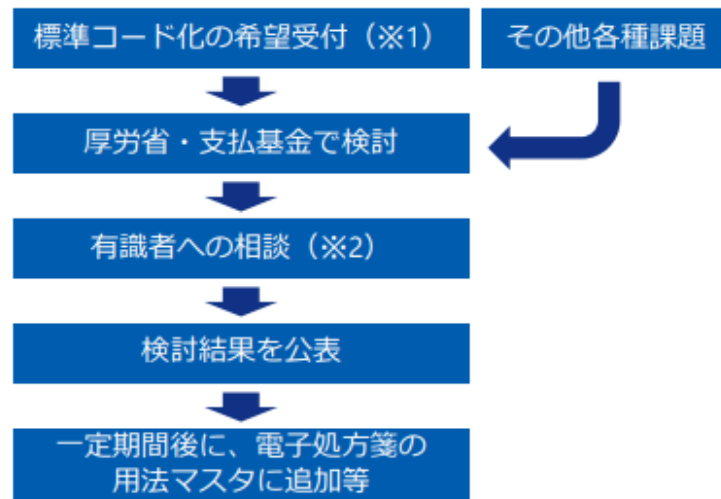 標準コード化の希望受付（※1）
その他各種課題
厚労省・支払基金で検討
有識者への相談（※2）
検討結果を公表
一定期間後に、電子処方箋の
用法マスタに追加等